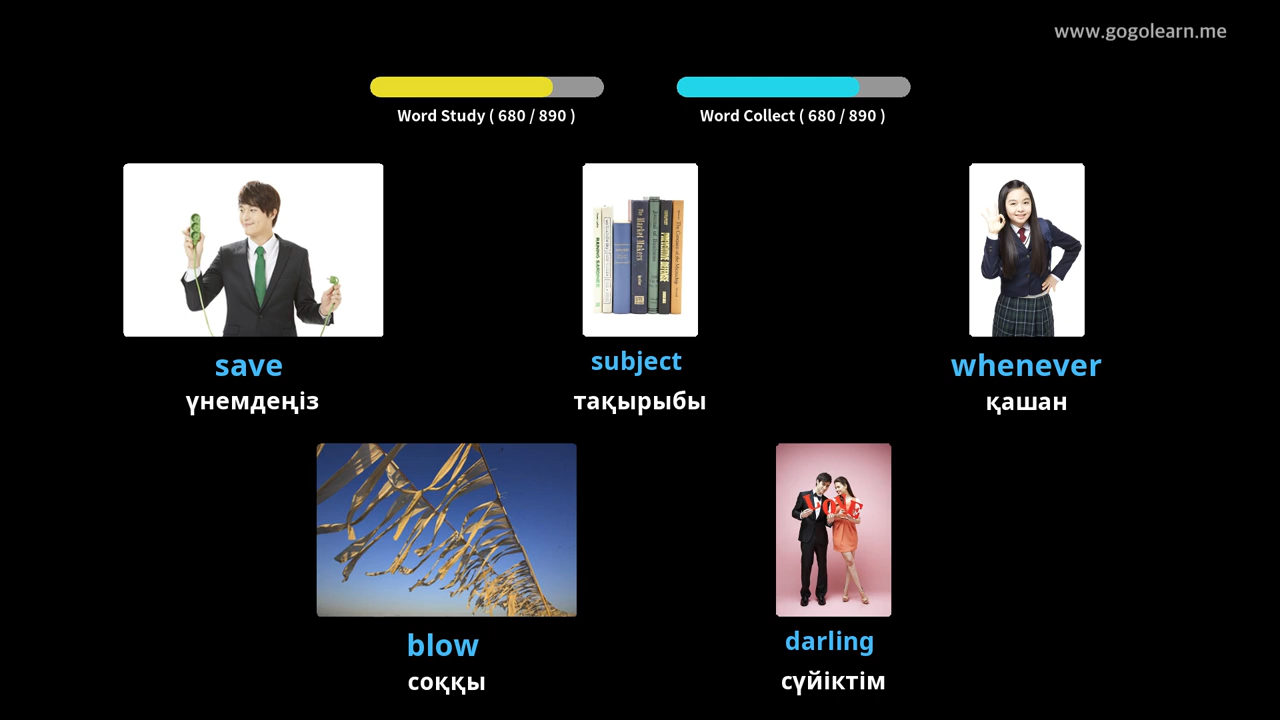 www.gogolearn.me
Word Study ( 680 / 890 )
Word Collect ( 680 / 890 )
save
үнемдеңіз
subject
тақырыбы
whenever
қашан
blow
соққы
darling
сүйіктім